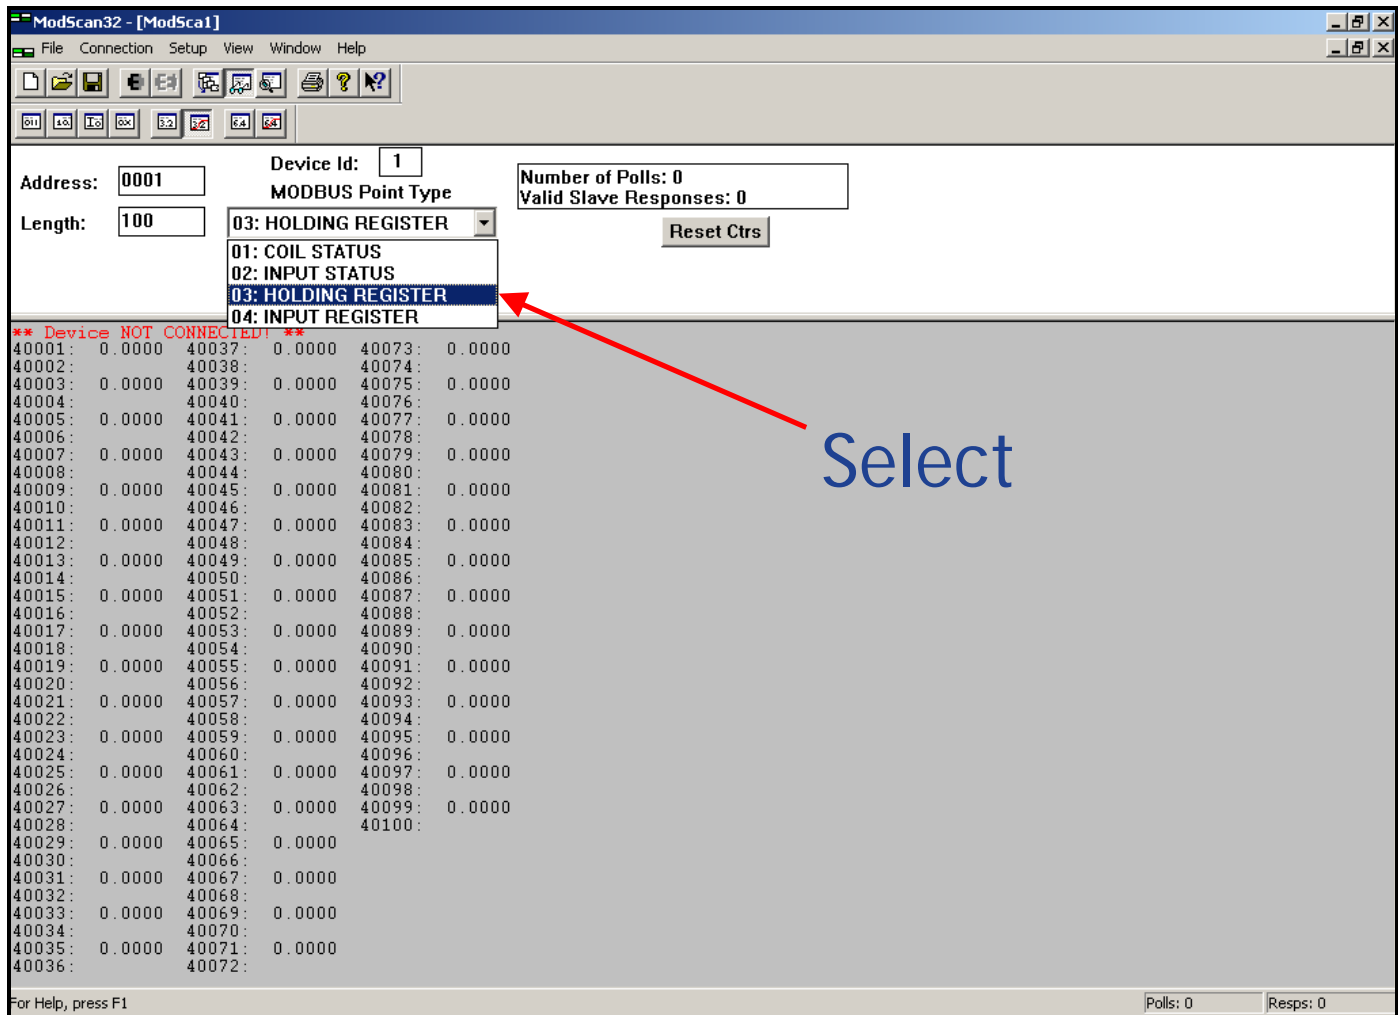 ModScan32 - [ModSca1]
File Connection Setup View Window Help
Address: 0001
Device Id: 1
MODBUS Point Type
Length: 100
03: HOLDING REGISTER
01: COIL STATUS
02: INPUT STATUS
03: HOLDING REGISTER
04: INPUT REGISTER
Number of Polls: 0
Valid Slave Responses: 0
Reset Ctrs
Select
** Device NOT CONNECTED! **
40001: 0.0000 40037: 0.0000 40073: 0.0000
40002: 40038: 40074:
40003: 0.0000 40039: 0.0000 40075: 0.0000
40004: 40040: 40076:
40005: 0.0000 40041: 0.0000 40077: 0.0000
40006: 40042: 40078:
40007: 0.0000 40043: 0.0000 40079: 0.0000
40008: 40044: 40080:
40009: 0.0000 40045: 0.0000 40081: 0.0000
40010: 40046: 40082:
40011: 0.0000 40047: 0.0000 40083: 0.0000
40012: 40048: 40084:
40013: 0.0000 40049: 0.0000 40085: 0.0000
40014: 40050: 40086:
40015: 0.0000 40051: 0.0000 40087: 0.0000
40016: 40052: 40088:
40017: 0.0000 40053: 0.0000 40089: 0.0000
40018: 40054: 40090:
40019: 0.0000 40055: 0.0000 40091: 0.0000
40020: 40056: 40092:
40021: 0.0000 40057: 0.0000 40093: 0.0000
40022: 40058: 40094:
40023: 0.0000 40059: 0.0000 40095: 0.0000
40024: 40060: 40096:
40025: 0.0000 40061: 0.0000 40097: 0.0000
40026: 40062: 40098:
40027: 0.0000 40063: 0.0000 40099: 0.0000
40028: 40064: 40100:
40029: 0.0000 40065: 0.0000
40030: 40066:
40031: 0.0000 40067: 0.0000
40032: 40068:
40033: 0.0000 40069: 0.0000
40034: 40070:
40035: 0.0000 40071: 0.0000
40036: 40072:
For Help, press F1
Polls: 0
Resps: 0